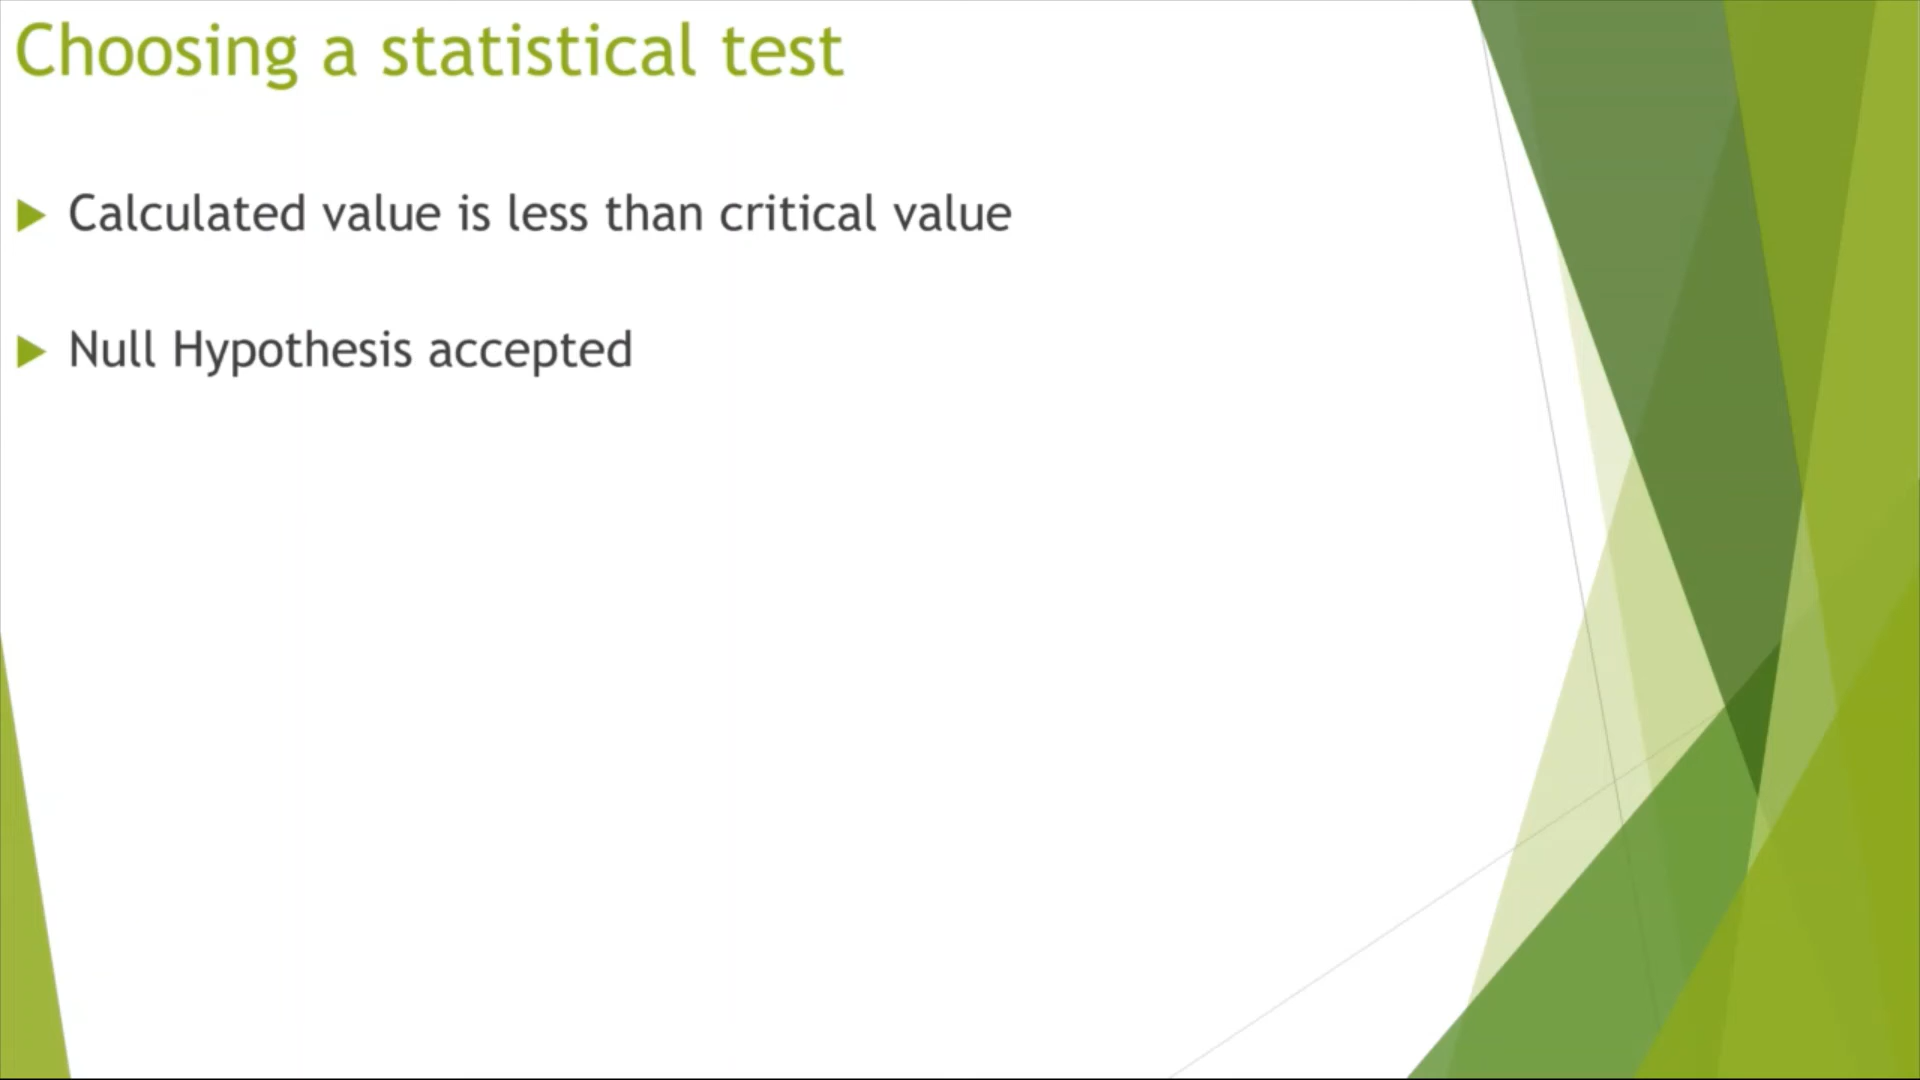 Choosing a statistical test
Calculated value is less than critical value
Null Hypothesis accepted